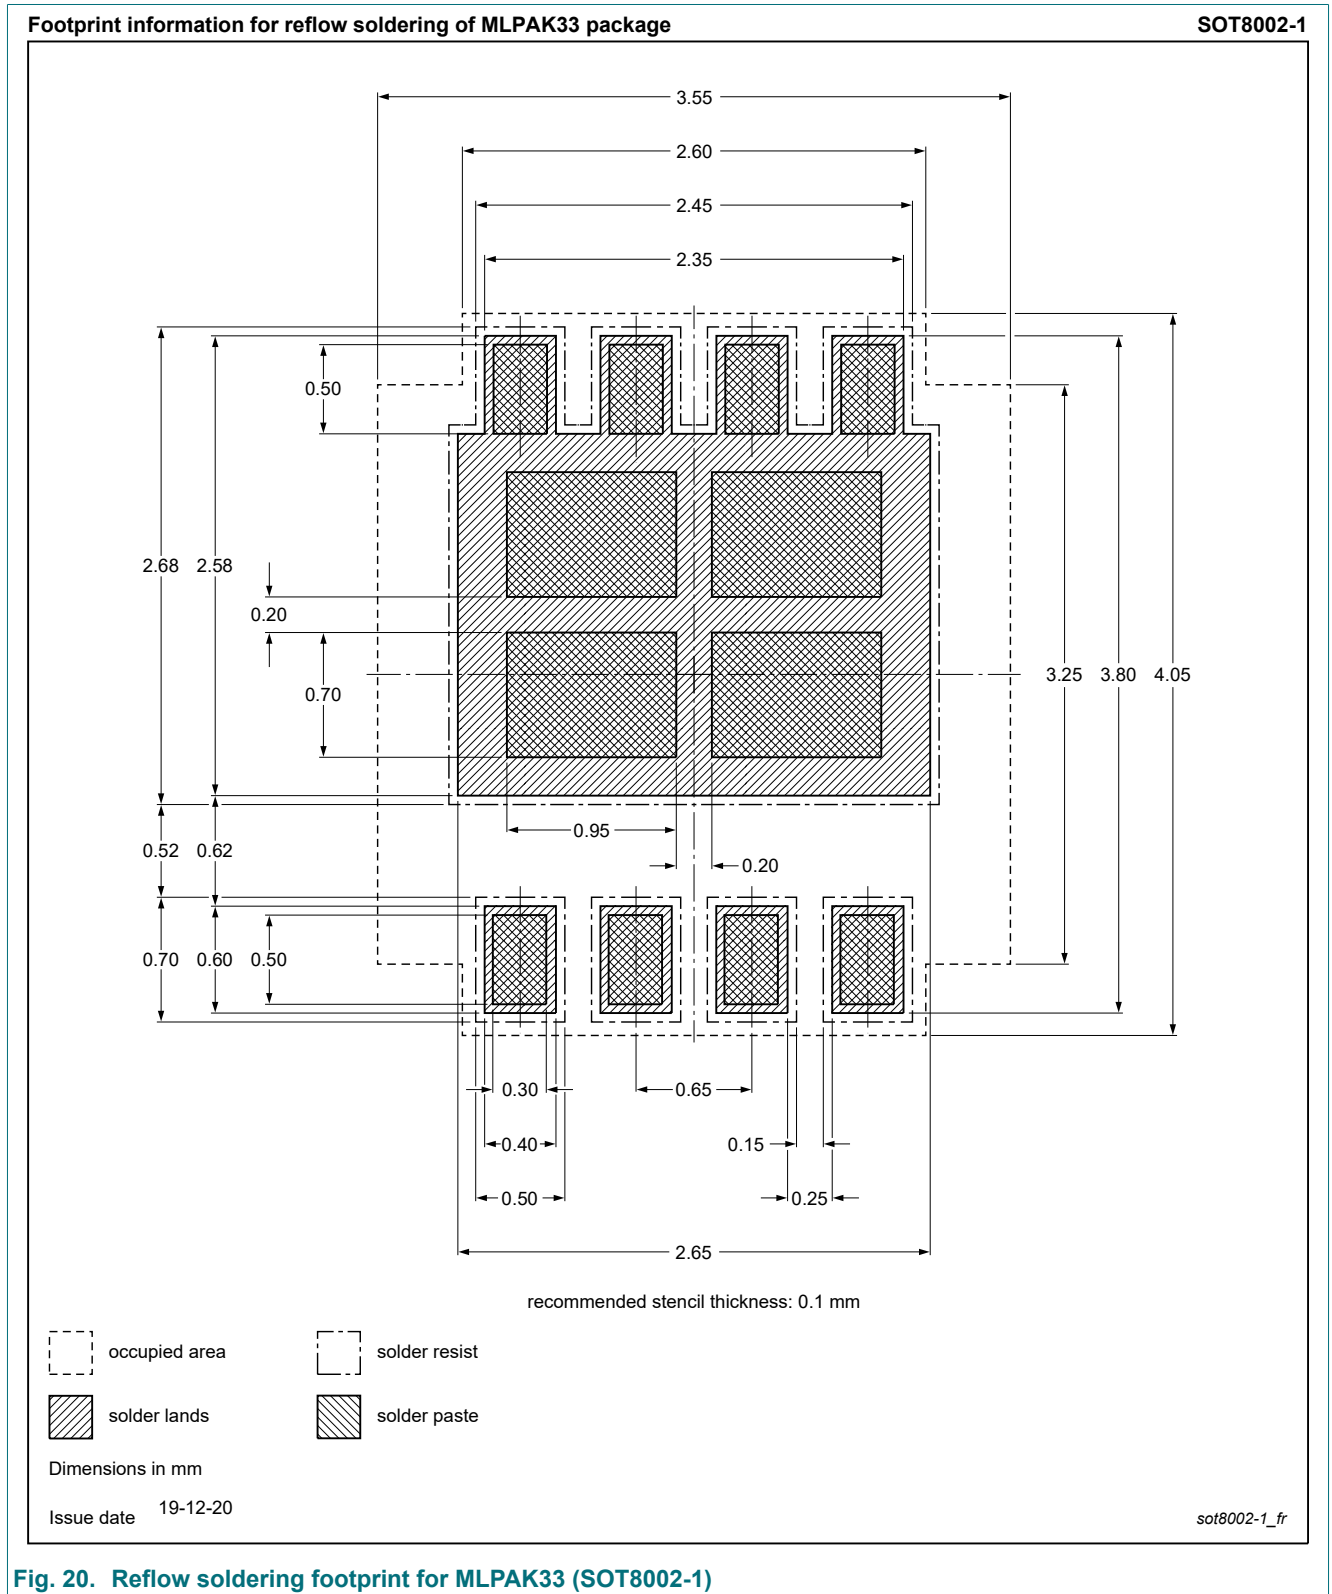 Footprint information for reflow soldering of MLPAK33 package SOT8002-1
3.55
2.60
2.45
2.35
0.50
2.68 2.58
0.20
0.70
3.25 3.80 4.05
0.95
0.52 0.62
0.20
0.70 0.60 0.50
0.30 0.65
0.40 0.15
0.50 0.25
2.65
recommended stencil thickness: 0.1 mm
occupied area solder resist
solder lands solder paste
Dimensions in mm
Issue date 19-12-20
sot8002-1_fr
Fig. 20. Reflow soldering footprint for MLPAK33 (SOT8002-1)